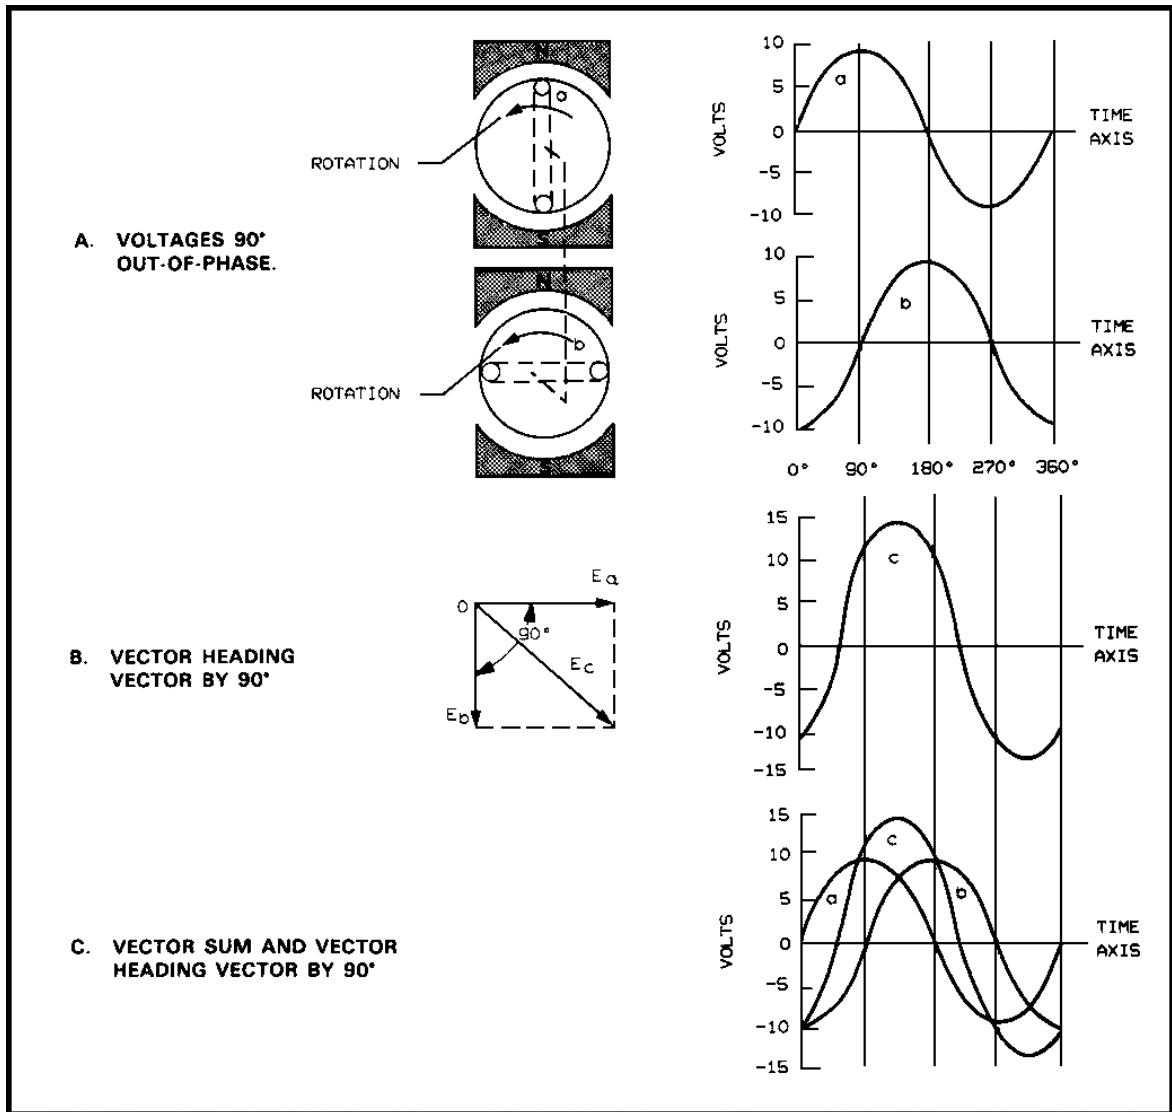 A. VOLTAGES 90°
OUT-OF-PHASE.
N
a
ROTATION
S
N
b
ROTATION
S
10
5
0
-5
-10
VOLTS
a
TIME
AXIS
10
5
0
-5
-10
VOLTS
b
TIME
AXIS
0° 90° 180° 270° 360°
B. VECTOR HEADING
VECTOR BY 90°
0
Ea
90°
Ec
Eb
15
10
5
0
-5
-10
-15
VOLTS
c
TIME
AXIS
C. VECTOR SUM AND VECTOR
HEADING VECTOR BY 90°
15
10
5
0
-5
-10
-15
VOLTS
a
c
b
TIME
AXIS